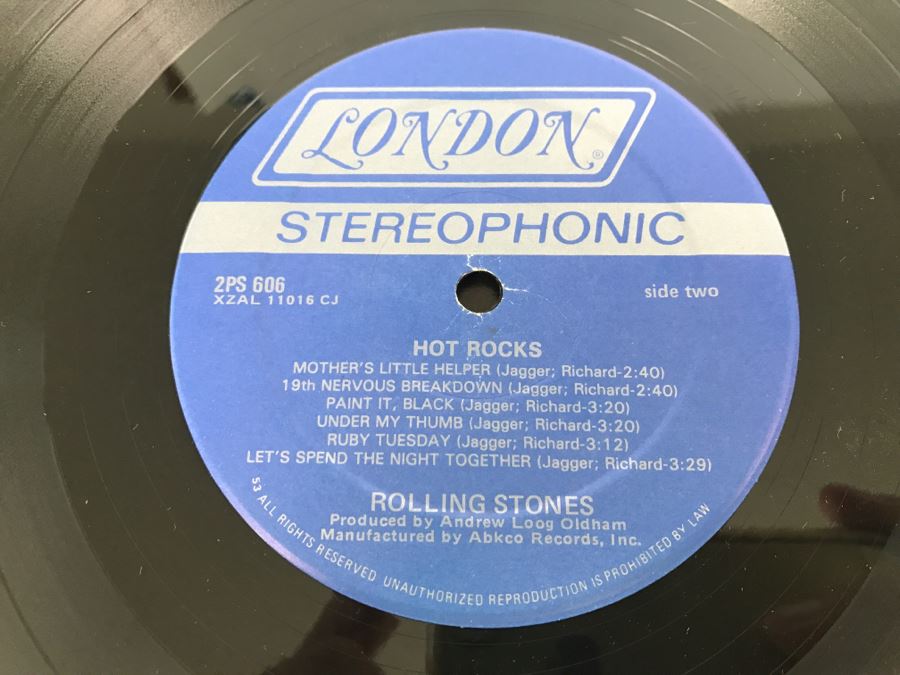 LONDON ®
STEREOPHONIC
2PS 606
XZAL 11016 CJ
side two
HOT ROCKS
MOTHER'S LITTLE HELPER (Jagger; Richard-2:40)
19th NERVOUS BREAKDOWN (Jagger; Richard-2:40)
PAINT IT, BLACK (Jagger; Richard-3:20)
UNDER MY THUMB (Jagger; Richard-3:20)
RUBY TUESDAY (Jagger; Richard-3:12)
LET'S SPEND THE NIGHT TOGETHER (Jagger; Richard-3:29)
ROLLING STONES
Produced by Andrew Loog Oldham
Manufactured by Abkco Records, Inc.
53 ALL RIGHTS RESERVED UNAUTHORIZED REPRODUCTION IS PROHIBITED BY LAW